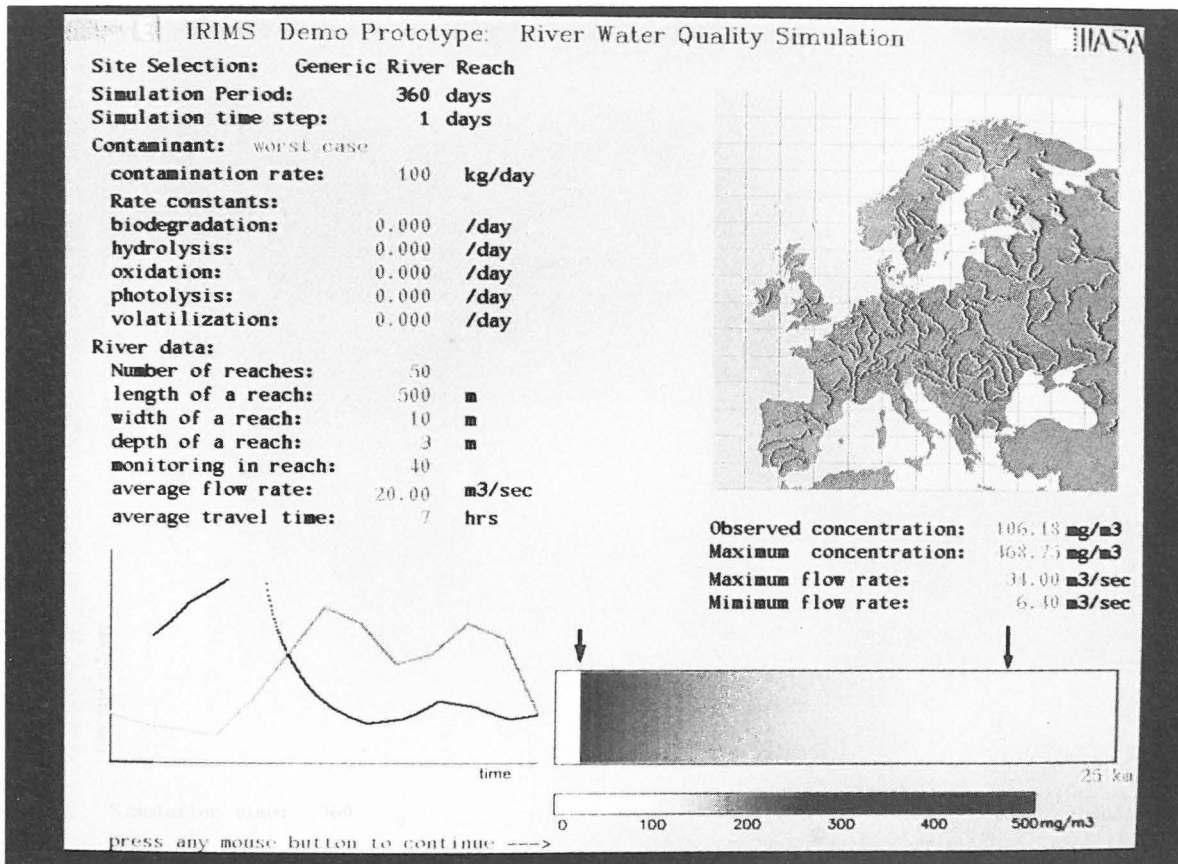 IRIMS Demo Prototype: River Water Quality Simulation
IIASA
Site Selection: Generic River Reach
Simulation Period: 360 days
Simulation time step: 1 days
Contaminant: worst case
contamination rate: 100 kg/day
Rate constants:
biodegradation: 0.000 /day
hydrolysis: 0.000 /day
oxidation: 0.000 /day
photolysis: 0.000 /day
volatilization: 0.000 /day
River data:
Number of reaches: 50
length of a reach: 500 m
width of a reach: 10 m
depth of a reach: 3 m
monitoring in reach: 40
average flow rate: 20.00 m3/sec
average travel time: 7 hrs
Observed concentration: 106.18 mg/m3
Maximum concentration: 468.75 mg/m3
Maximum flow rate: 34.00 m3/sec
Mimimum flow rate: 6.40 m3/sec
time
25 km
Simulation time: 360
0 100 200 300 400 500 mg/m3
press any mouse button to continue --->